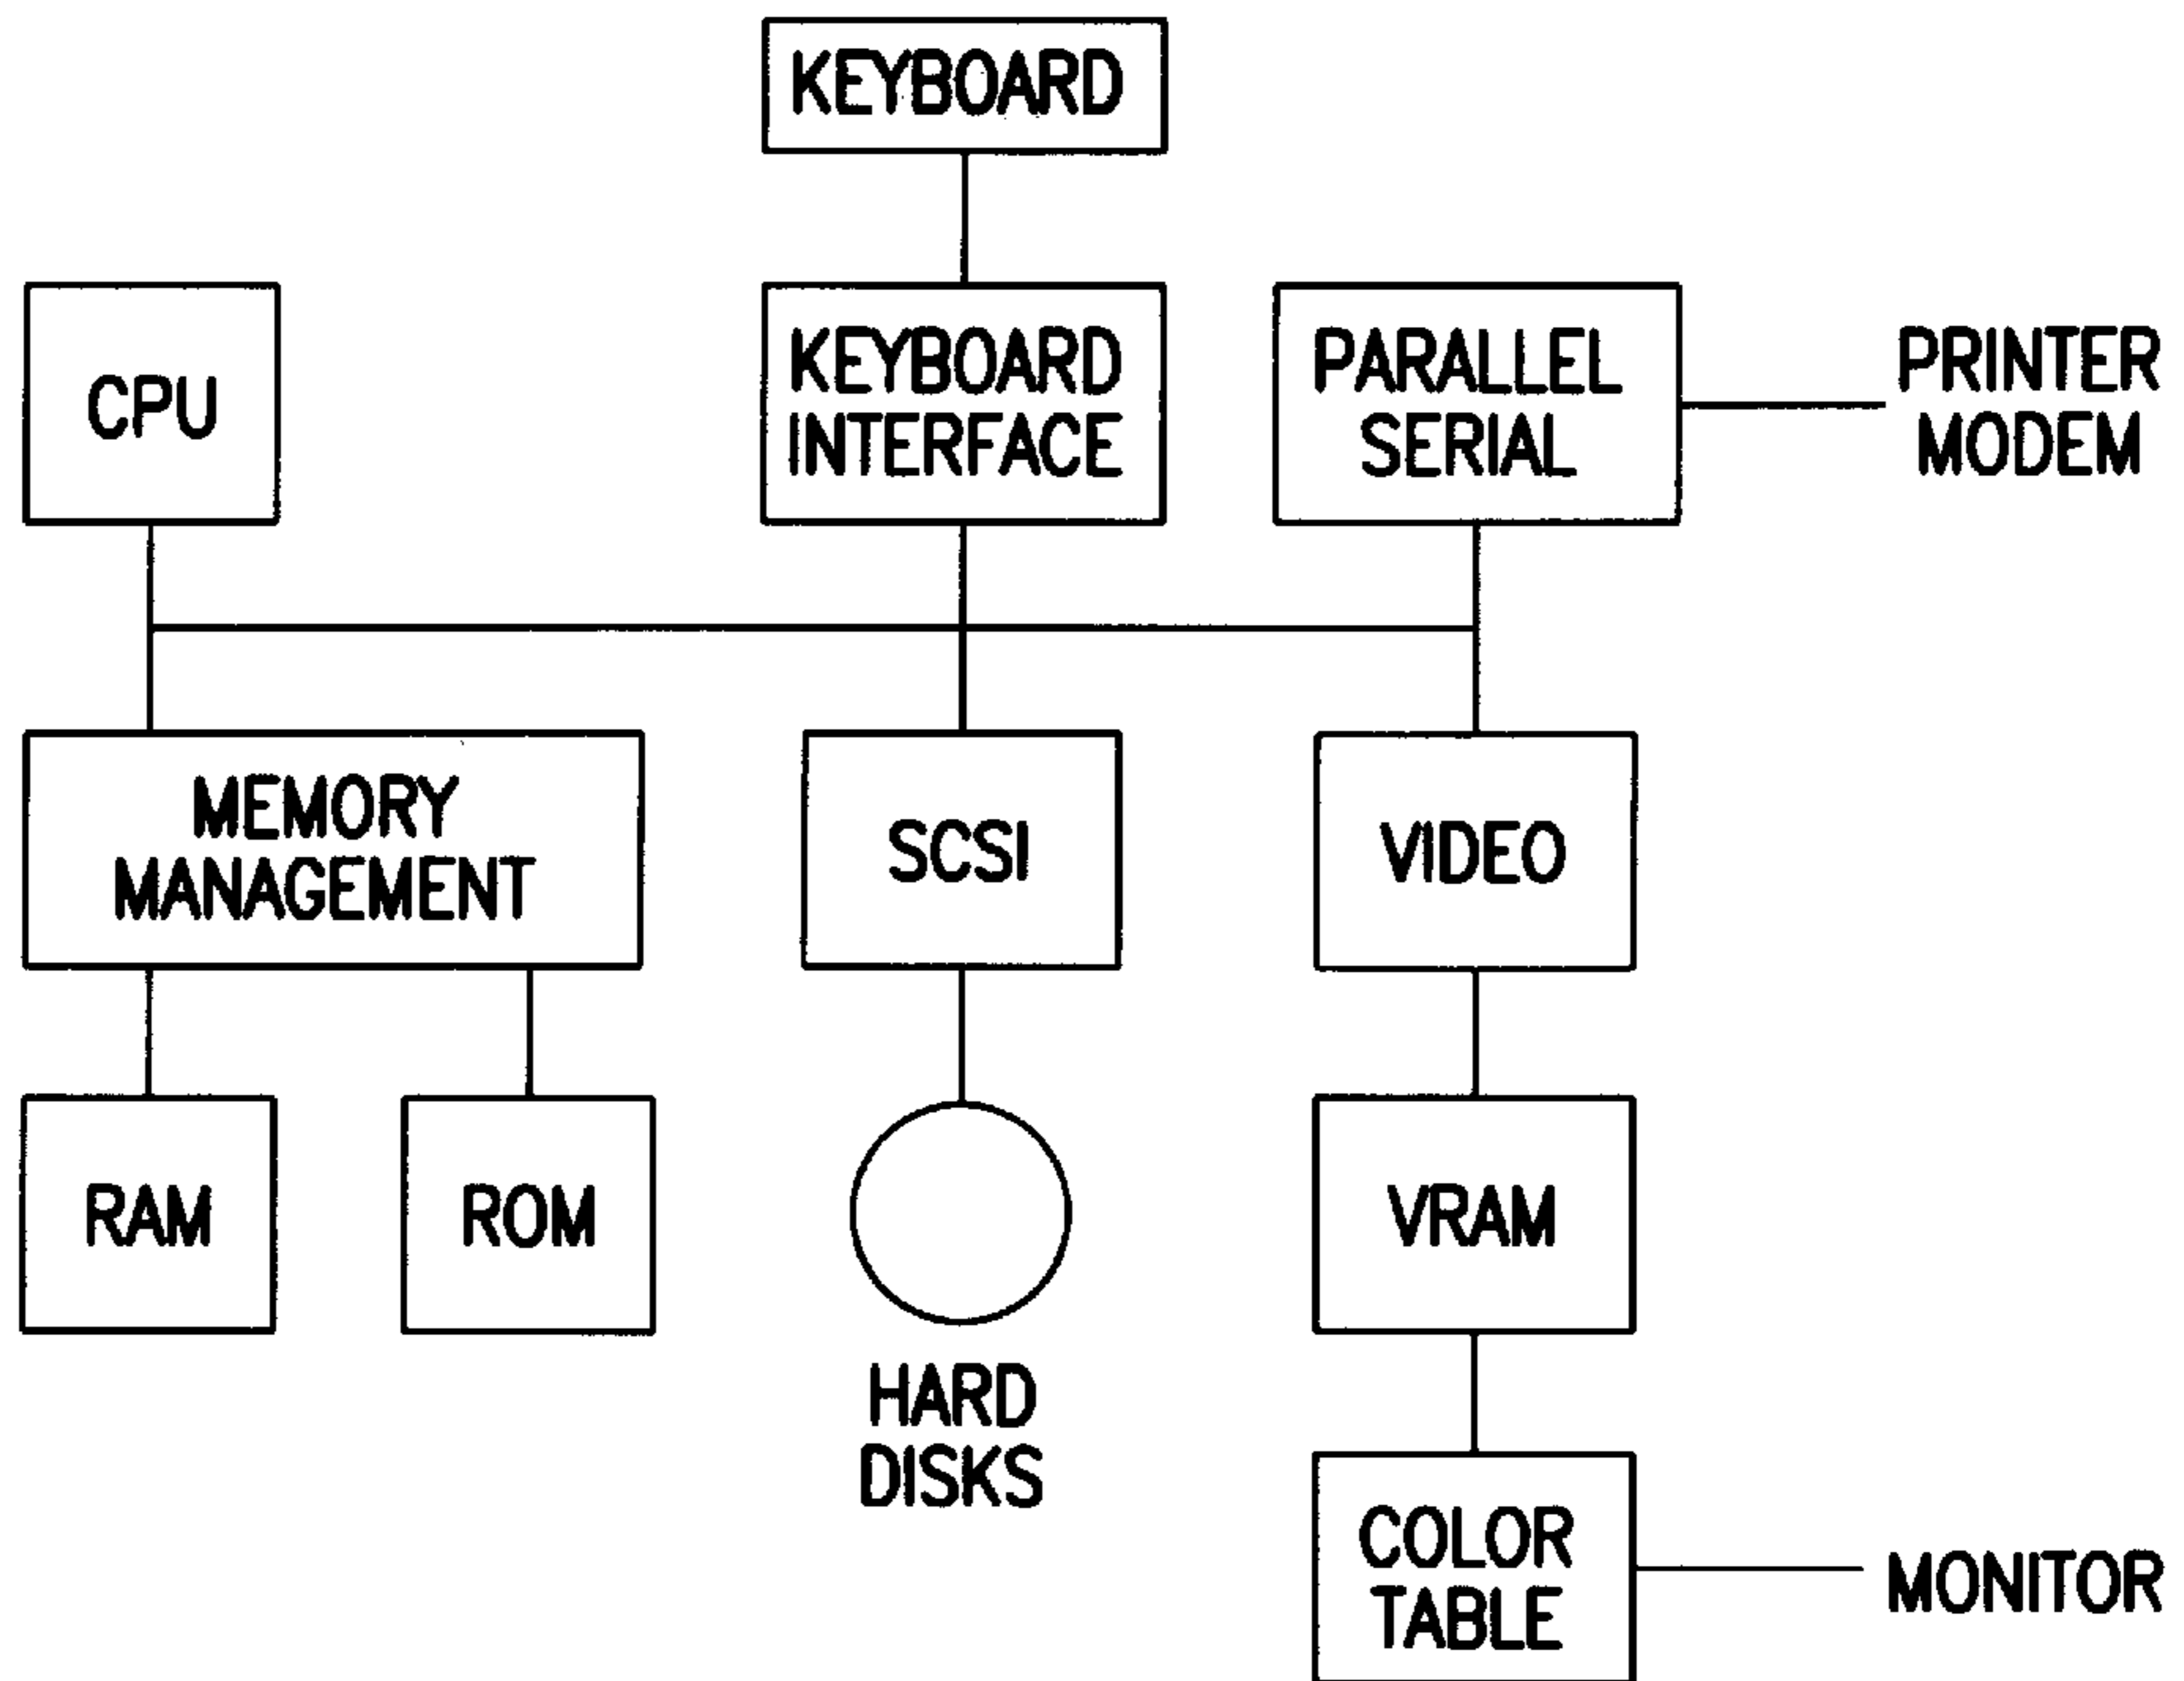 KEYBOARD
CPU
KEYBOARD
INTERFACE
PARALLEL
SERIAL
PRINTER
MODEM
MEMORY
MANAGEMENT
SCSI
VIDEO
RAM
ROM
VRAM
HARD
DISKS
COLOR
TABLE
MONITOR